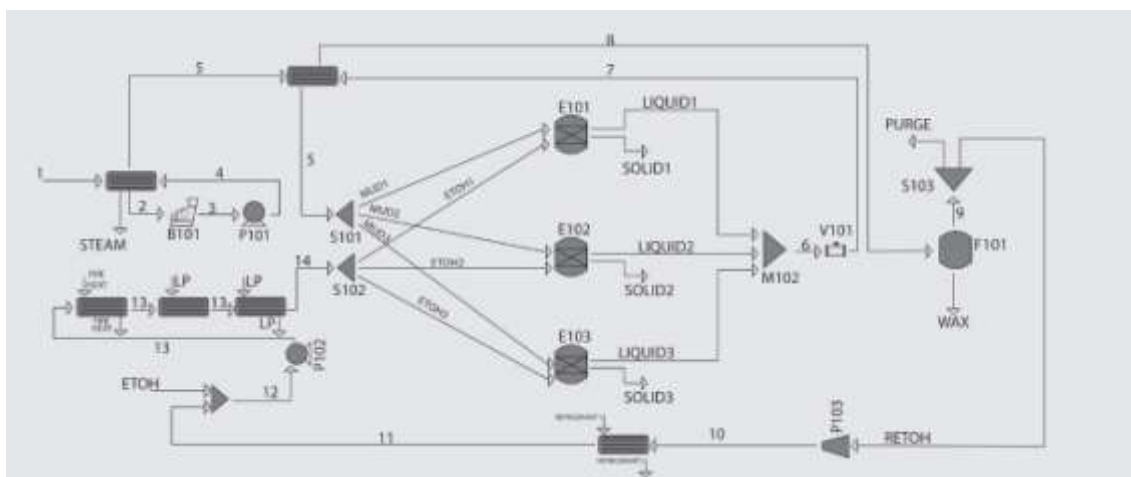 8
5
7
E101
LIQUID1
PURGE
SOLID1
S103
1
4
5
MUD1
ETOH1
MUD2
MUD3
2
3
B101
P101
STEAM
S101
E102
LIQUID2
V101
6
9
F101
M102
14
ETOH2
S102
SOLID2
LP
LP
WAX
13
13
ETOH3
E103
LP
LIQUID3
13
P102
ETOH
12
SOLID3
P103
11
10
RETOH